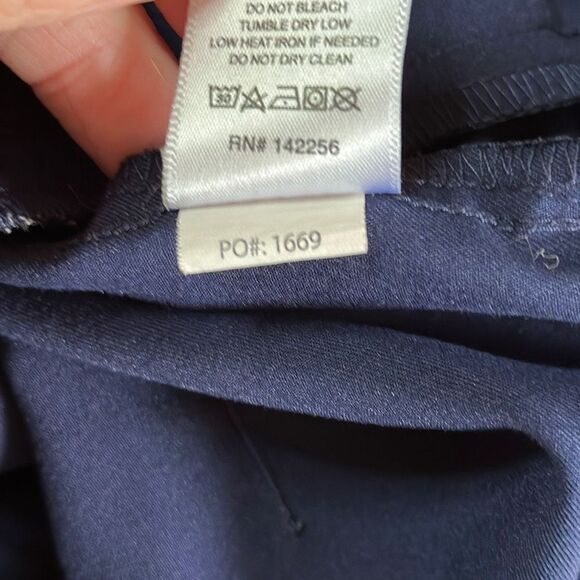 DO NOT BLEACH
TUMBLE DRY LOW
LOW HEAT IRON IF NEEDED
DO NOT DRY CLEAN
30
RN# 142256
PO#: 1669